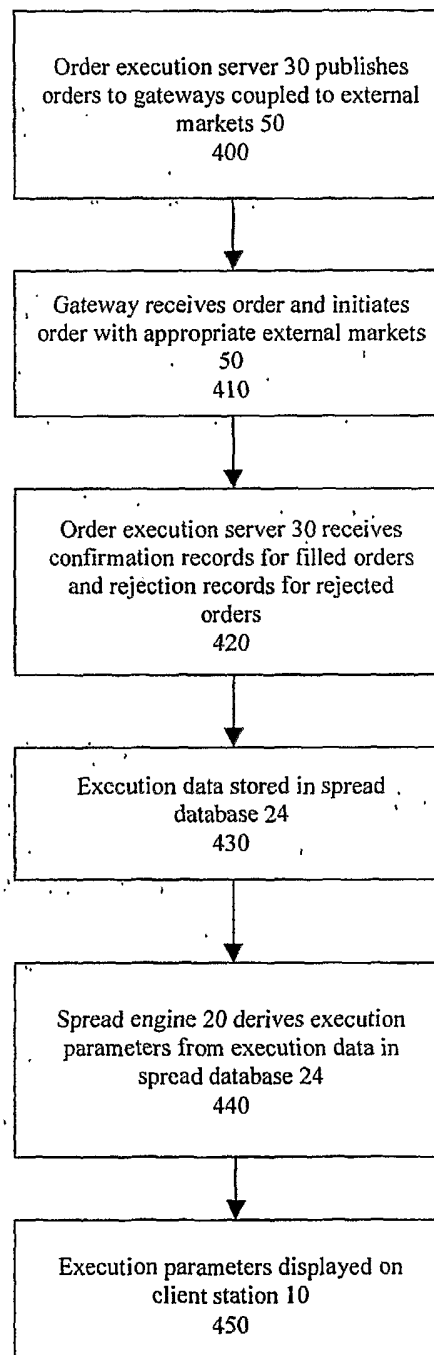 Order execution server 30 publishes
orders to gateways coupled to external
markets 50
400
Gateway receives order and initiates
order with appropriate external markets
50
410
Order execution server 30 receives
confirmation records for filled orders
and rejection records for rejected
orders
420
Execution data stored in spread
database 24
430
Spread engine 20 derives execution
parameters from execution data in
spread database 24
440
Execution parameters displayed on
client station 10
450